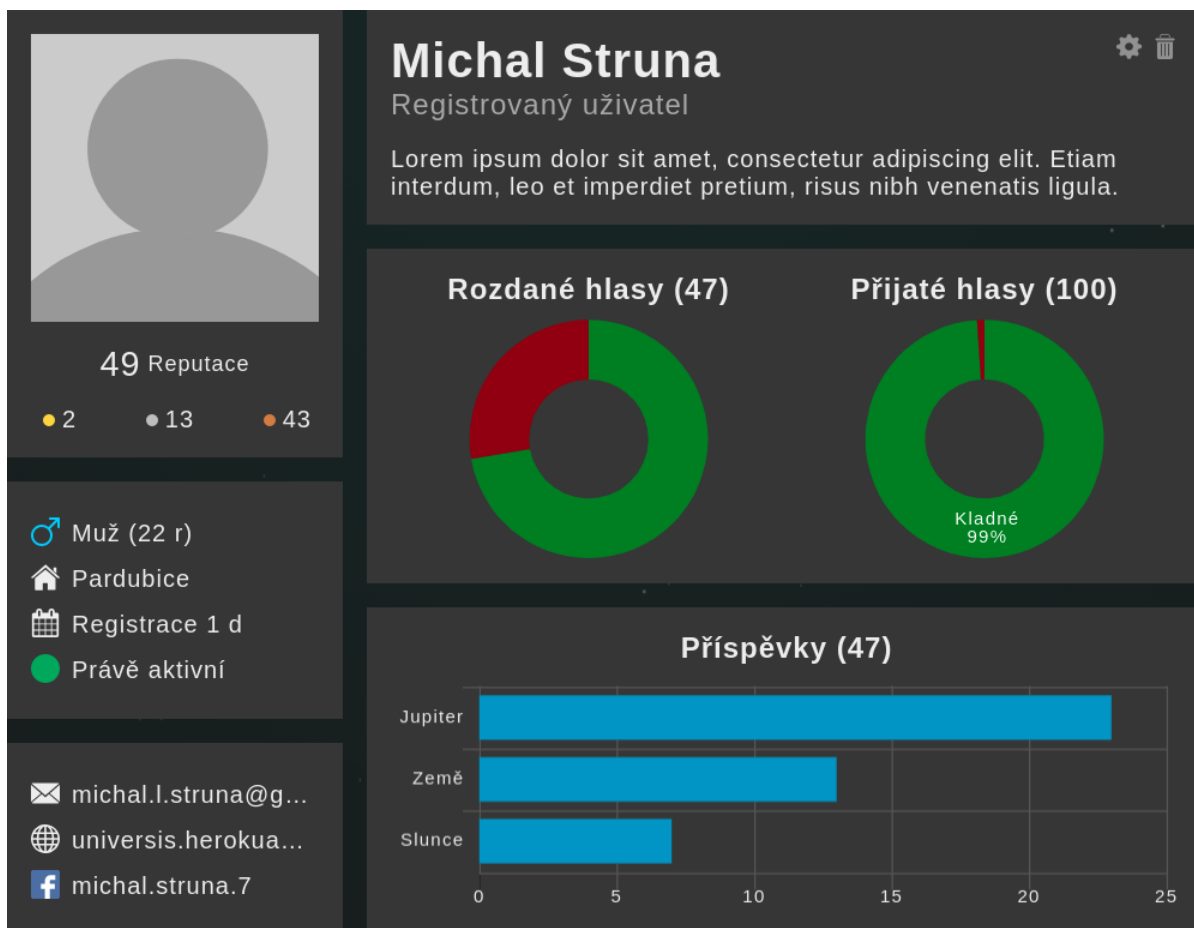 49 Reputace
2
13
43
Muž (22 r)
Pardubice
Registrace 1 d
Právě aktivní
michal.l.struna@g...
universis.herokua...
michal.struna.7
Michal Struna
Registrovaný uživatel
Lorem ipsum dolor sit amet, consectetur adipiscing elit. Etiam
interdum, leo et imperdiet pretium, risus nibh venenatis ligula.
Rozdané hlasy (47)
Přijaté hlasy (100)
Kladné
99%
Příspěvky (47)
Jupiter
Země
Slunce
0 5 10 15 20 25